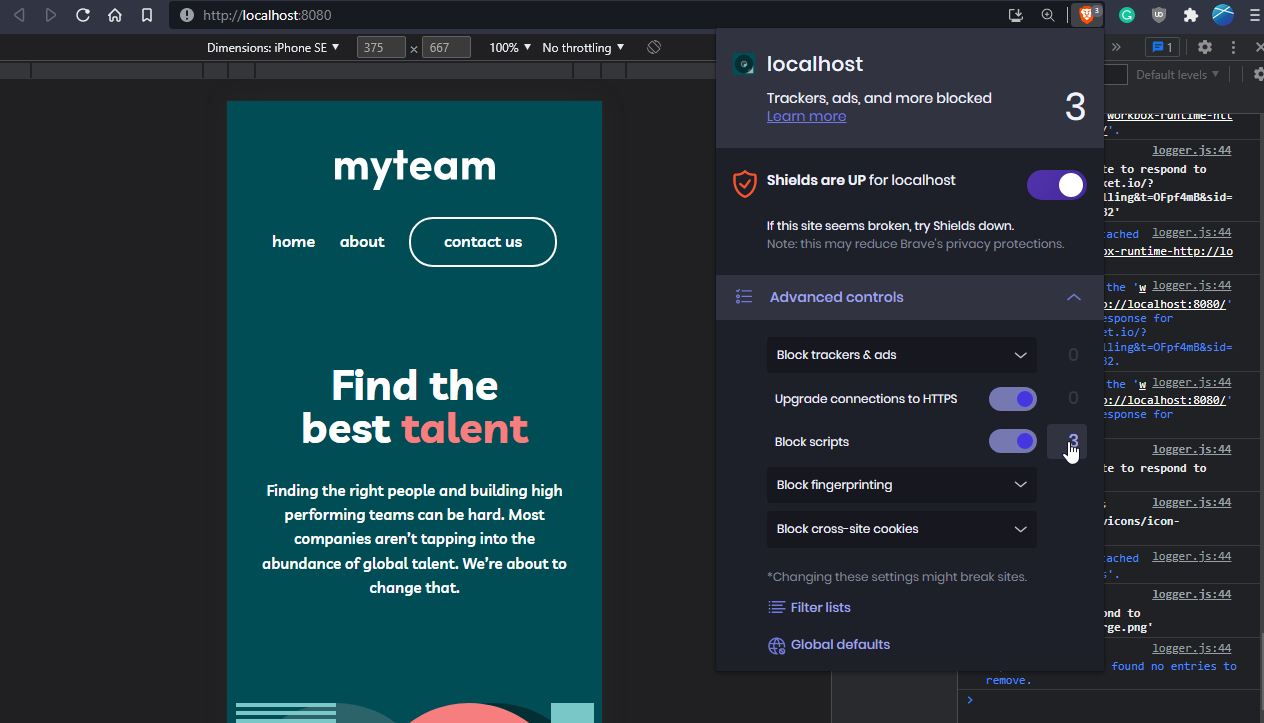 http://localhost:8080
3
Dimensions: iPhone SE
375 × 667
100%
No throttling
1
Default levels
myteam
home
about
contact us
Find the
best talent
Finding the right people and building high
performing teams can be hard. Most
companies aren't tapping into the
abundance of global talent. We're about to
change that.
localhost
Trackers, ads, and more blocked
Learn more
3
Shields are UP for localhost
If this site seems broken, try Shields down.
Note: this may reduce Brave's privacy protections.
Advanced controls
Block trackers & ads
0
Upgrade connections to HTTPS
0
Block scripts
3
Block fingerprinting
Block cross-site cookies
*Changing these settings might break sites.
Filter lists
Global defaults
workbox-runtime-htt
/'.
logger.js:44
te to respond to
ket.io/?
lling&t=OFpf4mB&sid=
32'
logger.js:44
ached
ox-runtime-http://lo
logger.js:44
the 'w
p://localhost:8080/'
esponse for
et.io/?
lling&t=OFpf4mB&sid=
32.
logger.js:44
the 'w
p://localhost:8080/'
esponse for
logger.js:44
te to respond to
logger.js:44
vicons/icon-
logger.js:44
ached
s'.
logger.js:44
ond to
rge.png'
logger.js:44
found no entries to
remove.